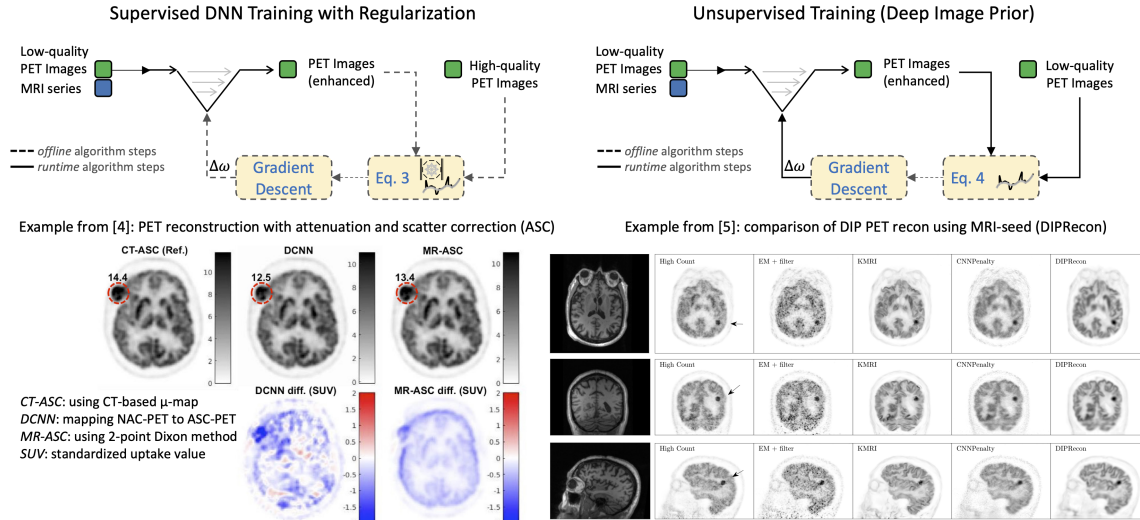 Supervised DNN Training with Regularization
Low-quality
PET Images
MRI series
PET Images
(enhanced)
High-quality
PET Images
offline algorithm steps
runtime algorithm steps
Δω
Gradient
Descent
Eq. 3
Example from [4]: PET reconstruction with attenuation and scatter correction (ASC)
CT-ASC (Ref.)
DCNN
MR-ASC
14.4
12.5
13.4
10
8
6
4
2
0
10
8
6
4
2
0
10
8
6
4
2
0
DCNN diff. (SUV)
MR-ASC diff. (SUV)
2
1.5
1
0.5
0
-0.5
-1
-1.5
2
1.5
1
0.5
0
-0.5
-1
-1.5
CT-ASC: using CT-based μ-map
DCNN: mapping NAC-PET to ASC-PET
MR-ASC: using 2-point Dixon method
SUV: standardized uptake value
Unsupervised Training (Deep Image Prior)
Low-quality
PET Images
MRI series
PET Images
(enhanced)
Low-quality
PET Images
offline algorithm steps
runtime algorithm steps
Δω
Gradient
Descent
Eq. 4
Example from [5]: comparison of DIP PET recon using MRI-seed (DIPRecon)
High Count
EM + filter
KMRI
CNNPenalty
DIPRecon
High Count
EM + filter
KMRI
CNNPenalty
DIPRecon
High Count
EM + filter
KMRI
CNNPenalty
DIPRecon